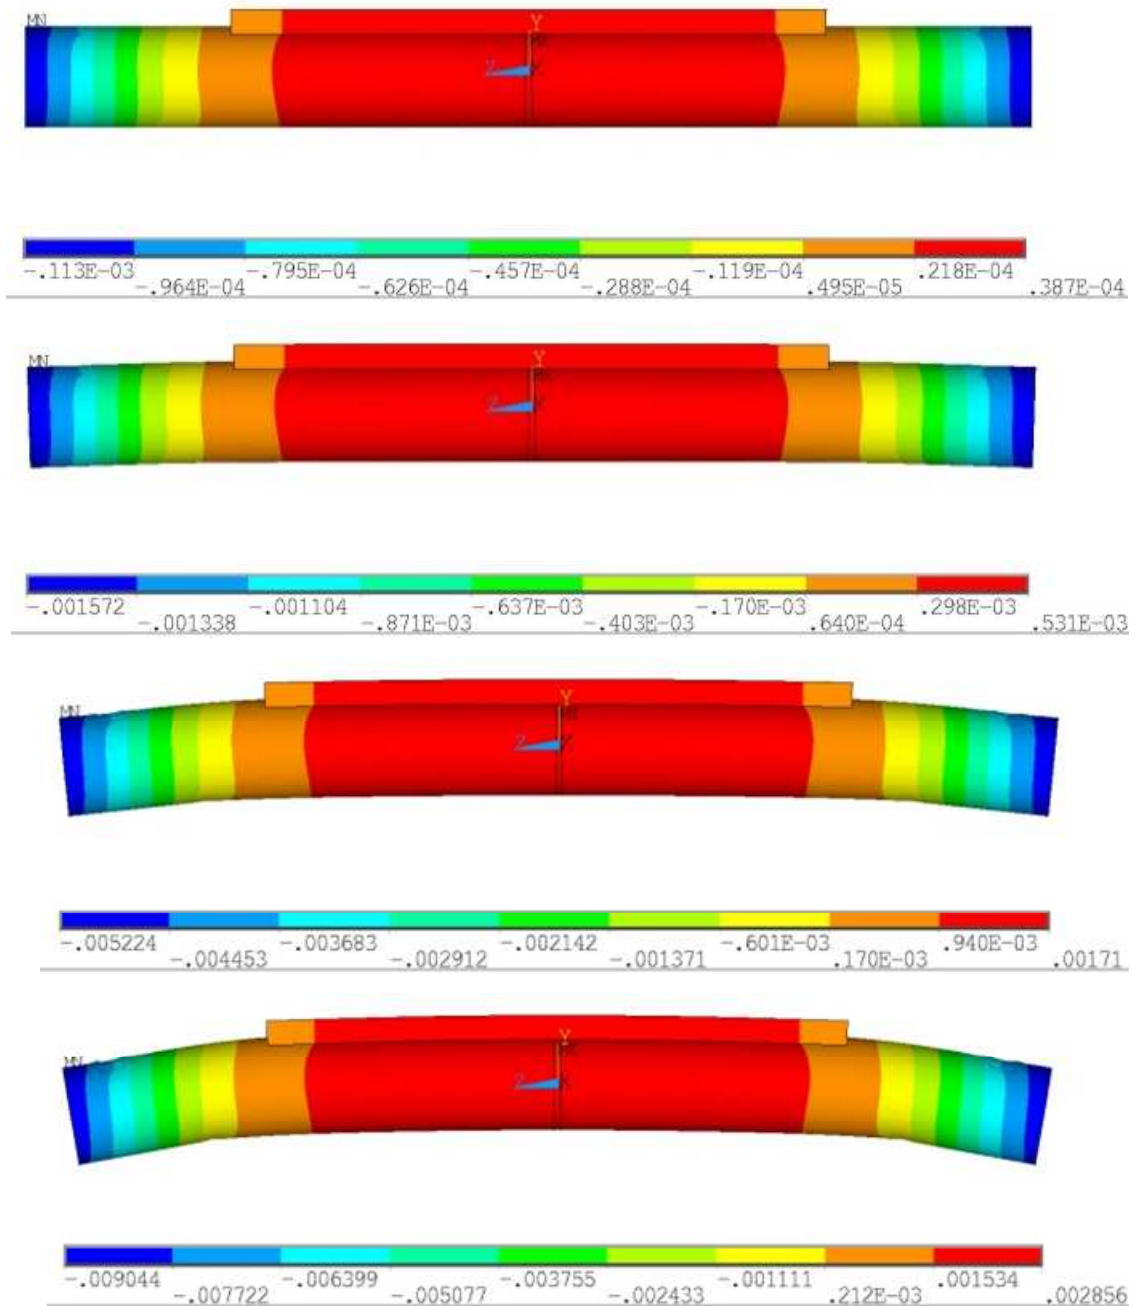 MN
Y
Z X
-.113E-03 -.795E-04 -.457E-04 -.119E-04 .218E-04
-.964E-04 -.626E-04 -.288E-04 .495E-05 .387E-04
MN
Y
Z X
-.001572 -.001104 -.637E-03 -.170E-03 .298E-03
-.001338 -.871E-03 -.403E-03 .640E-04 .531E-03
MN
Y
Z X
-.005224 -.003683 -.002142 -.601E-03 .940E-03
-.004453 -.002912 -.001371 .170E-03 .00171
MN
Y
Z X
-.009044 -.006399 -.003755 -.001111 .001534
-.007722 -.005077 -.002433 .212E-03 .002856